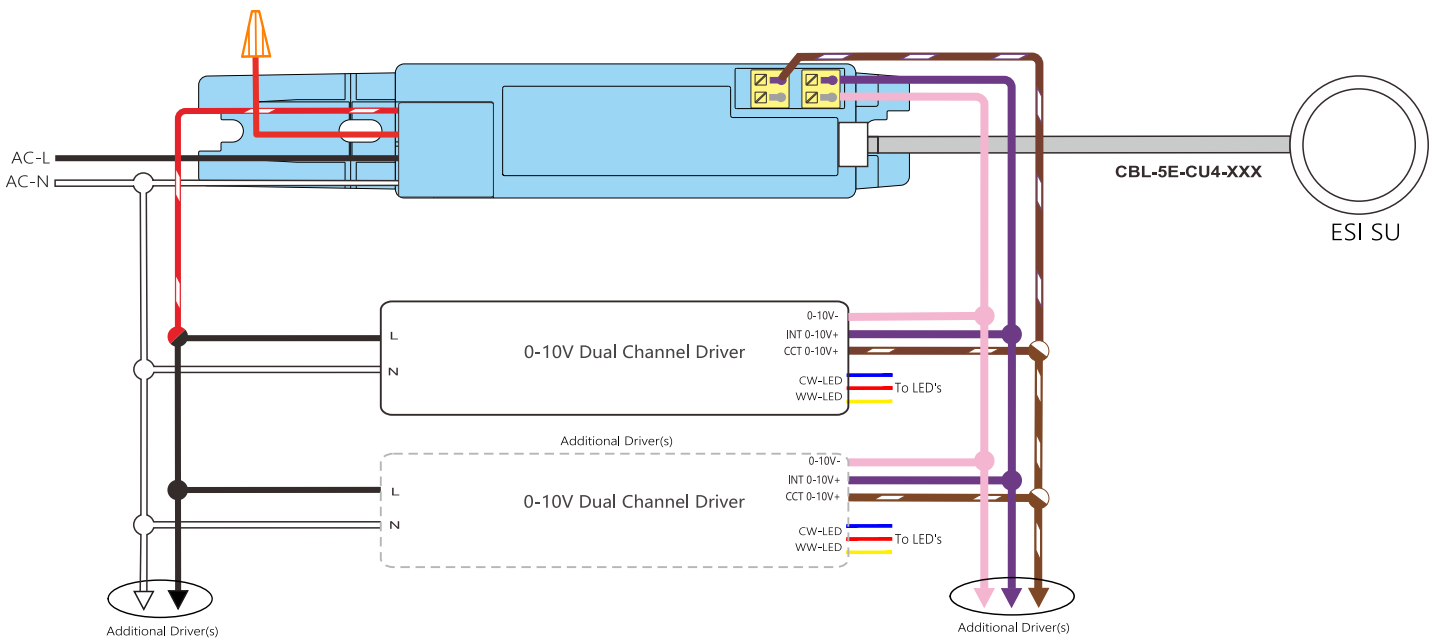 AC-L
AC-N
CBL-5E-CU4-XXX
ESI SU
L
N
0-10V Dual Channel Driver
0-10V-
INT 0-10V+
CCT 0-10V+
CW-LED
WW-LED
To LED's
Additional Driver(s)
L
N
0-10V Dual Channel Driver
0-10V-
INT 0-10V+
CCT 0-10V+
CW-LED
WW-LED
To LED's
Additional Driver(s)
Additional Driver(s)